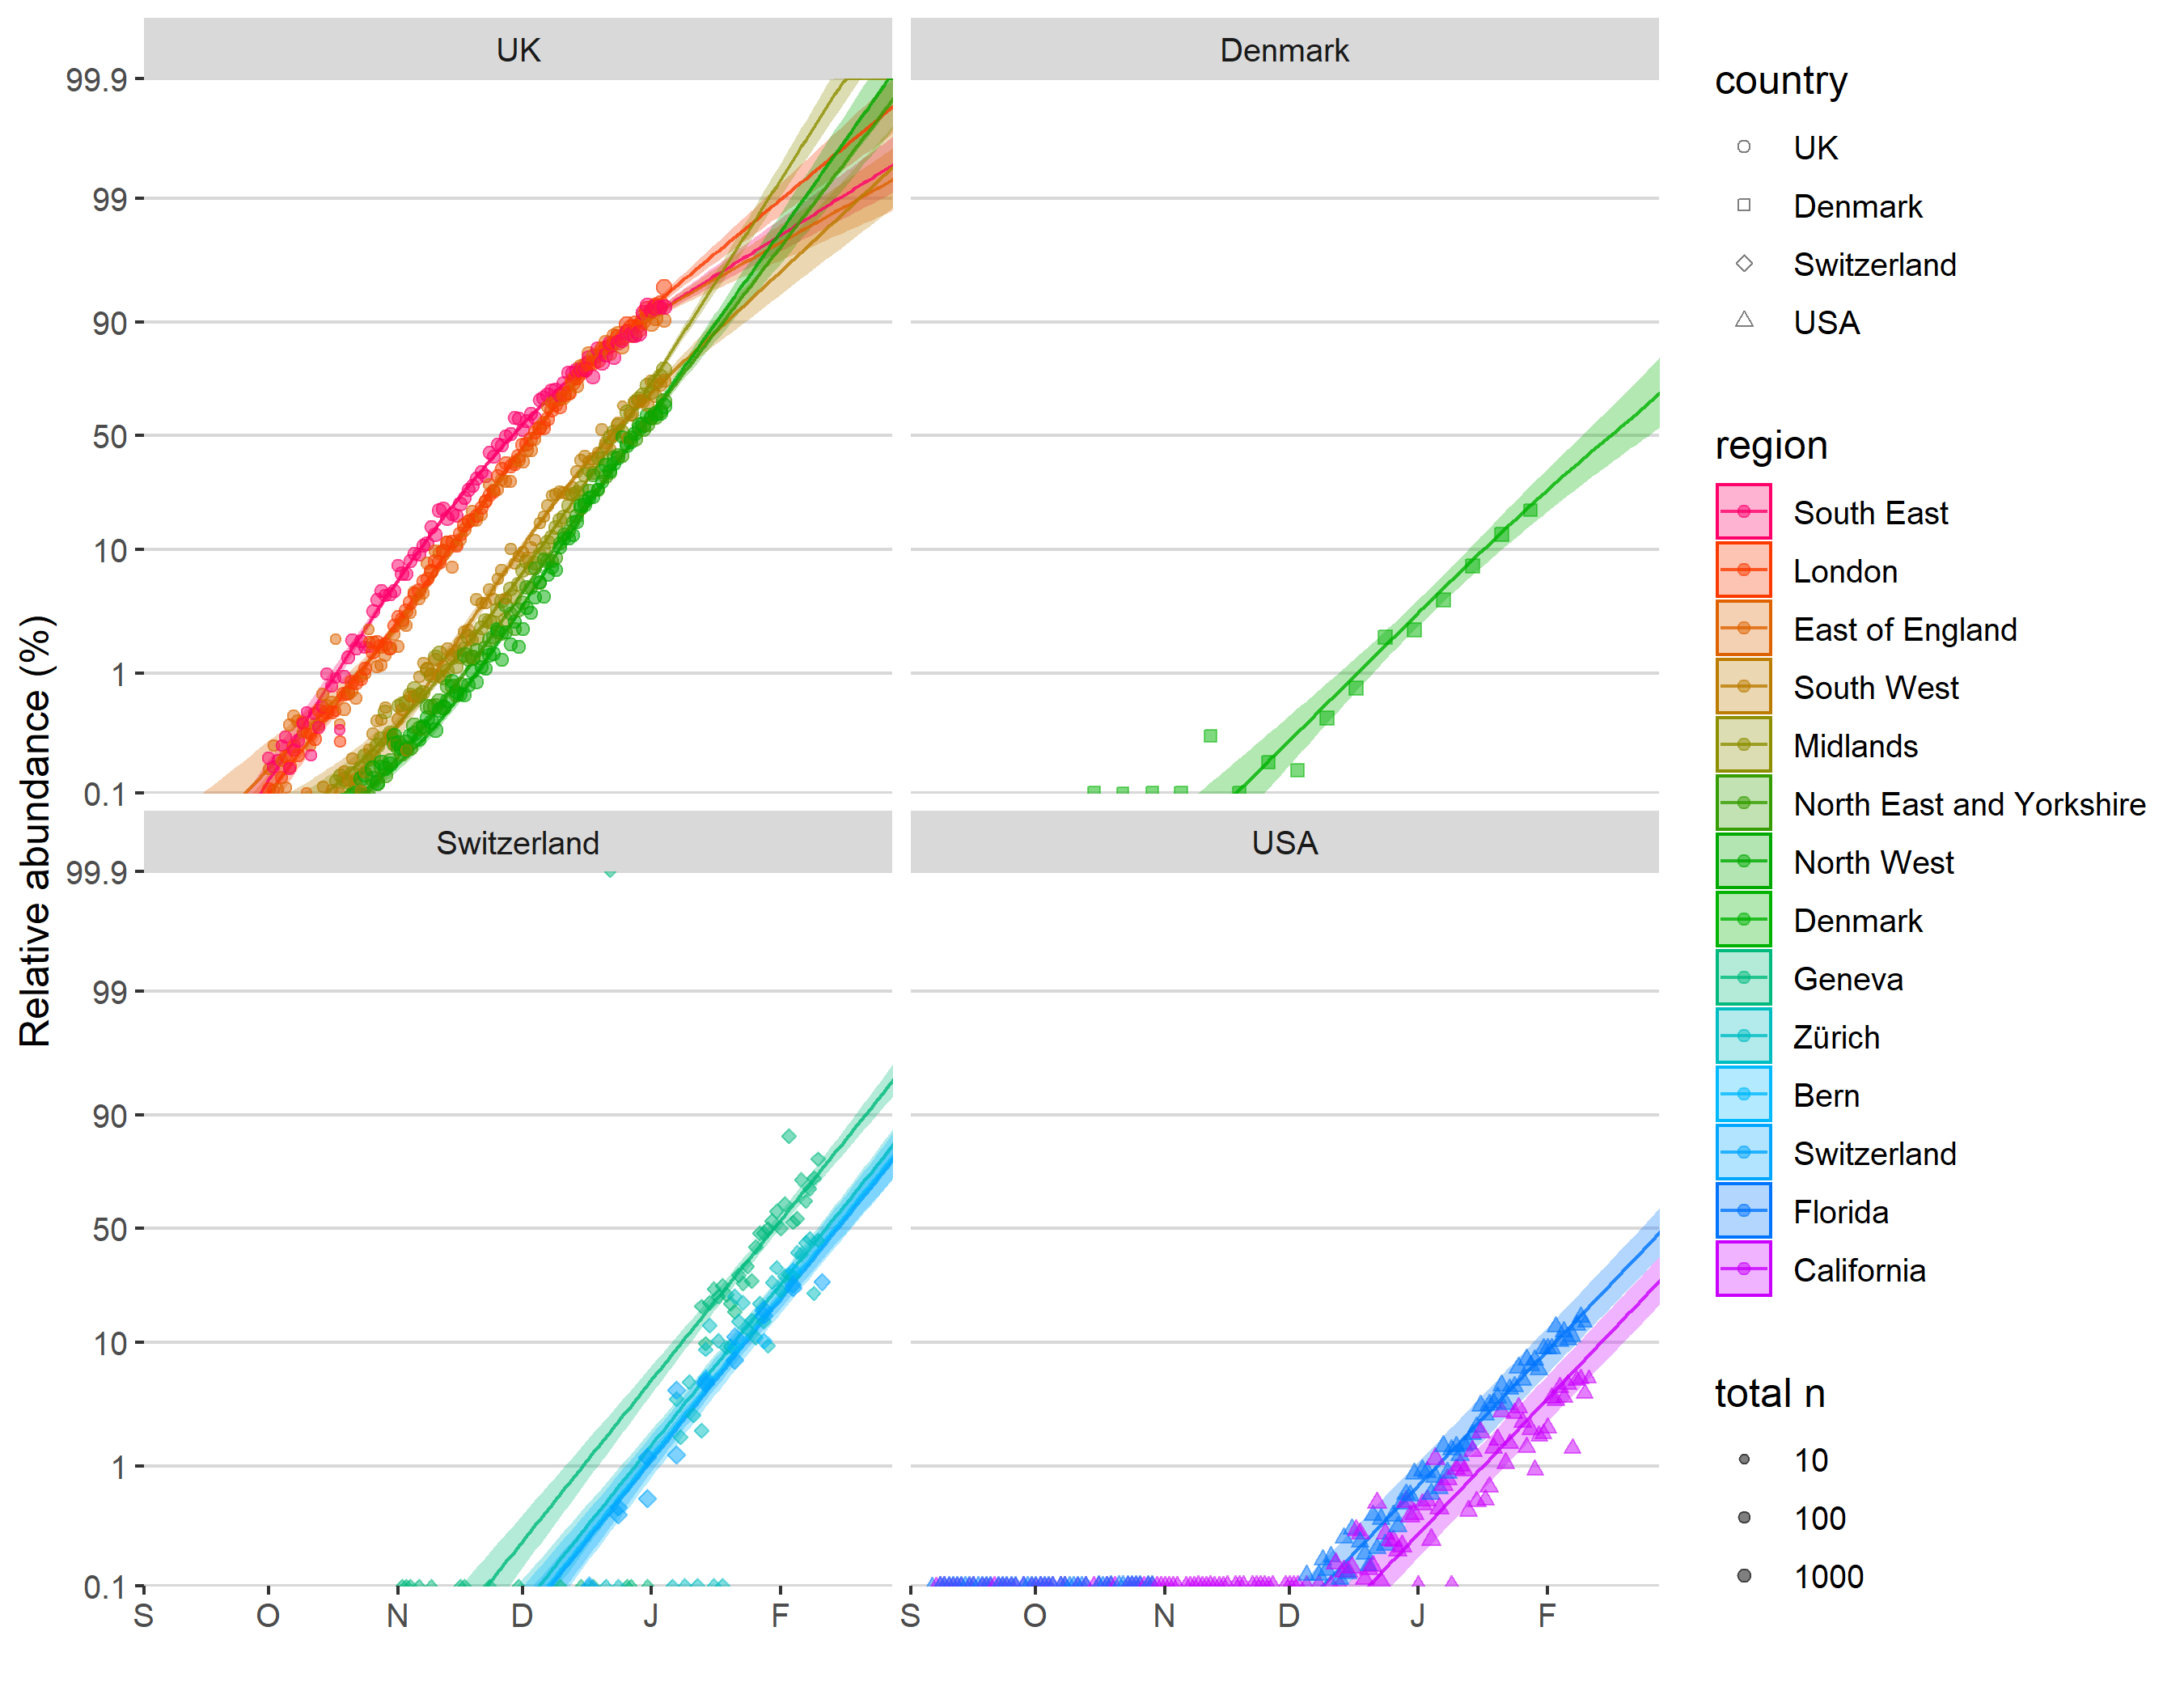 UK
Denmark
99.9
99
90
50
10
1
0.1
Relative abundance (%)
Switzerland
USA
99.9
99
90
50
10
1
0.1
S O N D J F
S O N D J F
country
UK
Denmark
Switzerland
USA
region
South East
London
East of England
South West
Midlands
North East and Yorkshire
North West
Denmark
Geneva
Zürich
Bern
Switzerland
Florida
California
total n
10
100
1000